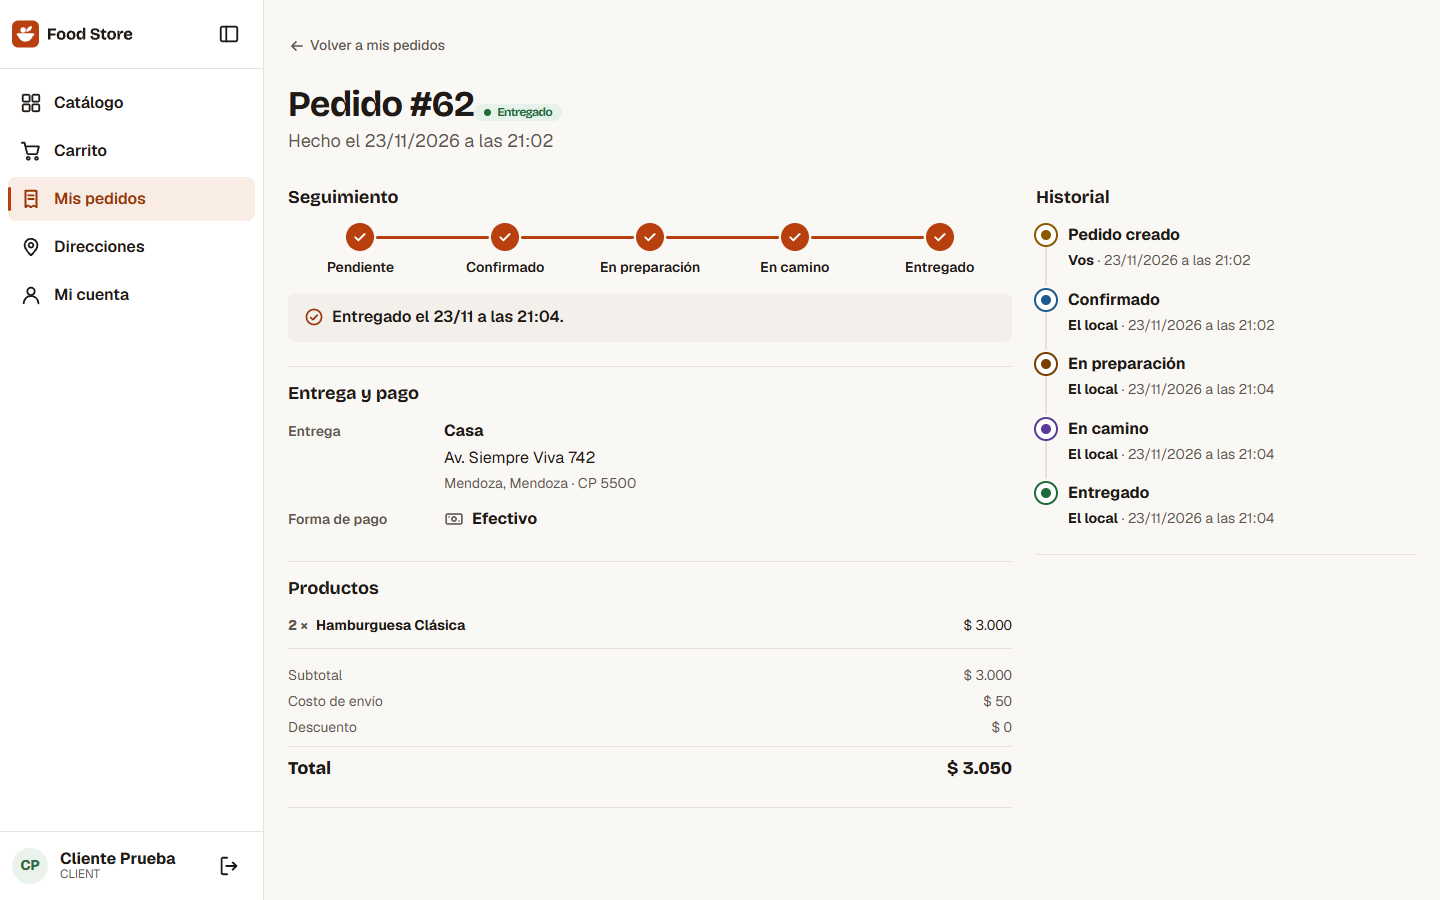 Food Store
Catálogo
Carrito
Mis pedidos
Direcciones
Mi cuenta
CP
Cliente Prueba
CLIENT
Volver a mis pedidos
Pedido #62
Entregado
Hecho el 23/11/2026 a las 21:02
Seguimiento
Pendiente
Confirmado
En preparación
En camino
Entregado
Entregado el 23/11 a las 21:04.
Entrega y pago
Entrega
Casa
Av. Siempre Viva 742
Mendoza, Mendoza · CP 5500
Forma de pago
Efectivo
Productos
2 × Hamburguesa Clásica $ 3.000
Subtotal $ 3.000
Costo de envío $ 50
Descuento $ 0
Total $ 3.050
Historial
Pedido creado
Vos · 23/11/2026 a las 21:02
Confirmado
El local · 23/11/2026 a las 21:02
En preparación
El local · 23/11/2026 a las 21:04
En camino
El local · 23/11/2026 a las 21:04
Entregado
El local · 23/11/2026 a las 21:04